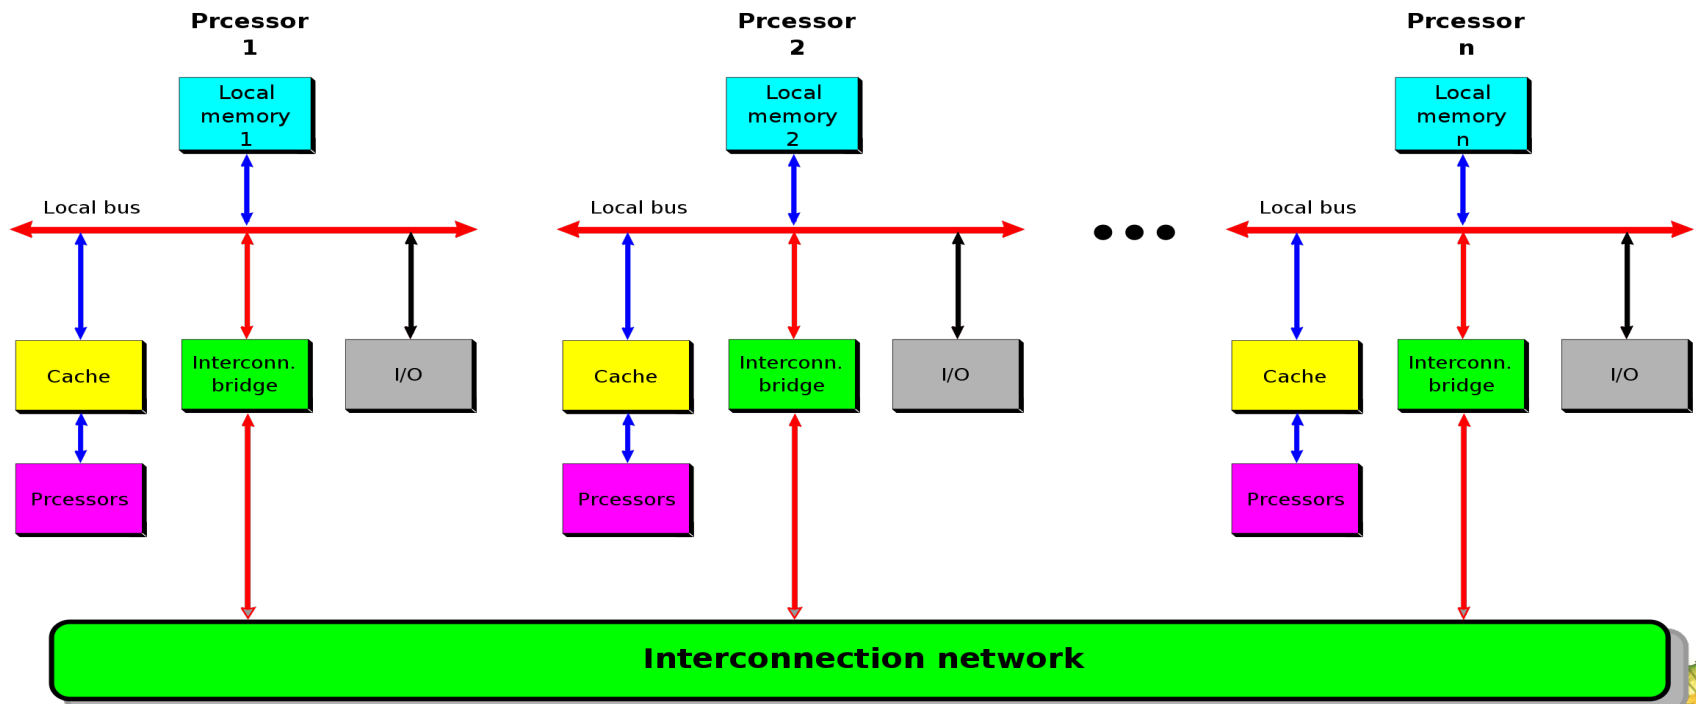 Prcessor
1
Prcessor
2
Prcessor
n
Local
memory
1
Local
memory
2
Local
memory
n
Local bus
Local bus
Local bus
Cache
Interconn.
bridge
I/O
Cache
Interconn.
bridge
I/O
Cache
Interconn.
bridge
I/O
Prcessors
Prcessors
Prcessors
Interconnection network